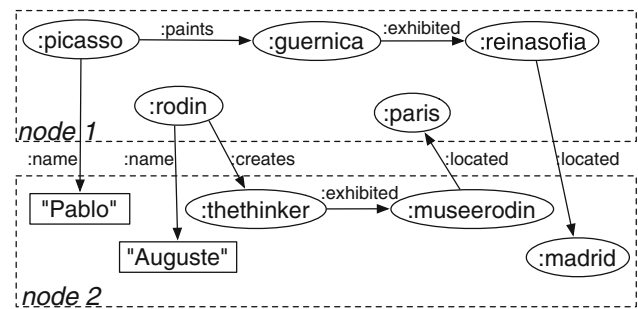 :picasso :paints :guernica :exhibited :reinasofia
:rodin :paris
node 1
:name :name :creates :located :located
"Pablo" :thethinker :exhibited :museerodin
"Auguste" :madrid
node 2